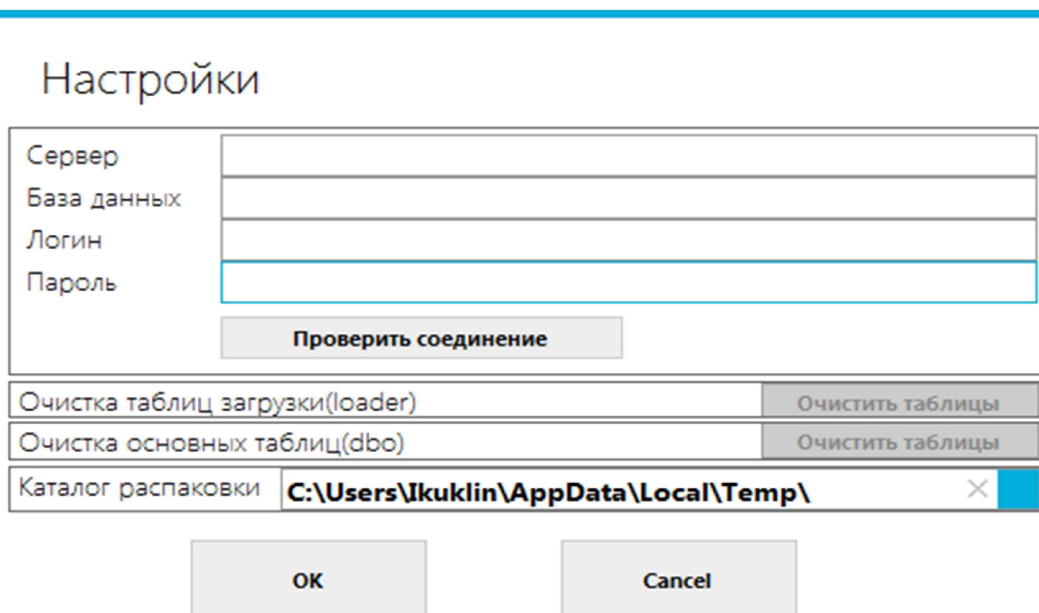 Настройки
Сервер
База данных
Логин
Пароль
Проверить соединение
Очистка таблиц загрузки(loader) Очистить таблицы
Очистка основных таблиц(dbo) Очистить таблицы
Каталог распаковки C:\Users\Ikuklin\AppData\Local\Temp\
OK Cancel